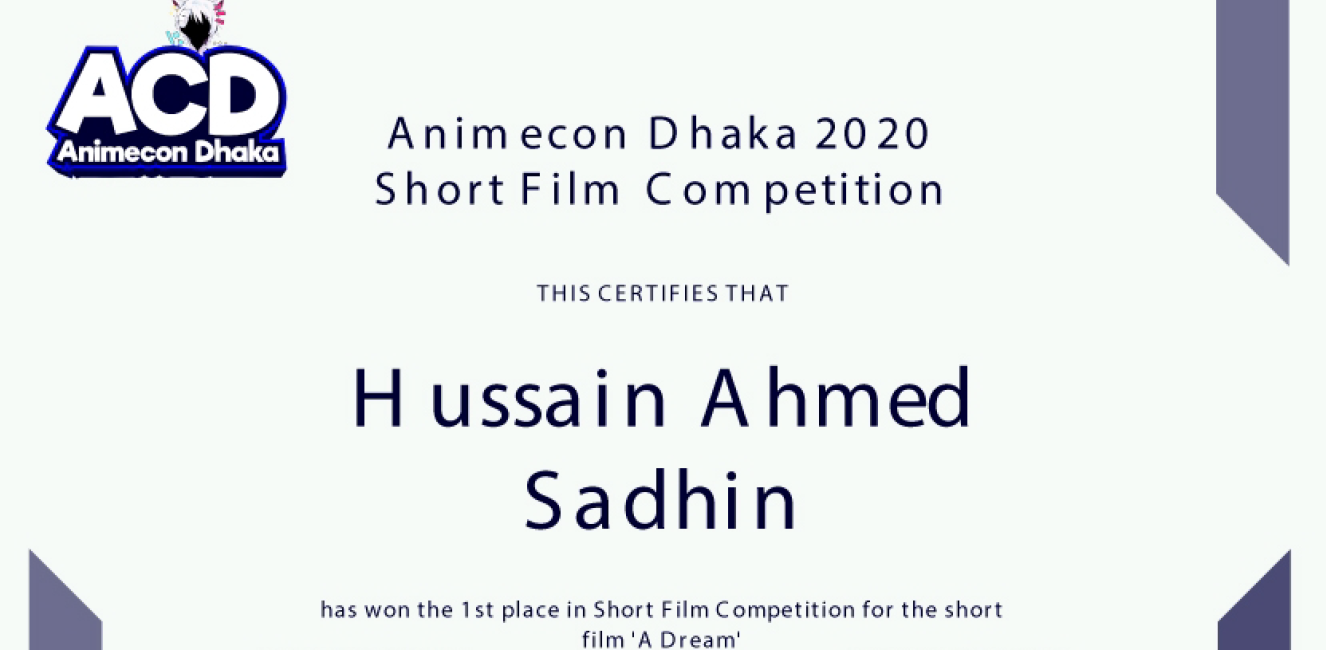 ACD
Animecon Dhaka
Animecon Dhaka 2020
Short Film Competition
THIS CERTIFIES THAT
Hussain Ahmed
Sadhin
has won the 1st place in Short Film Competition for the short
film 'A Dream'